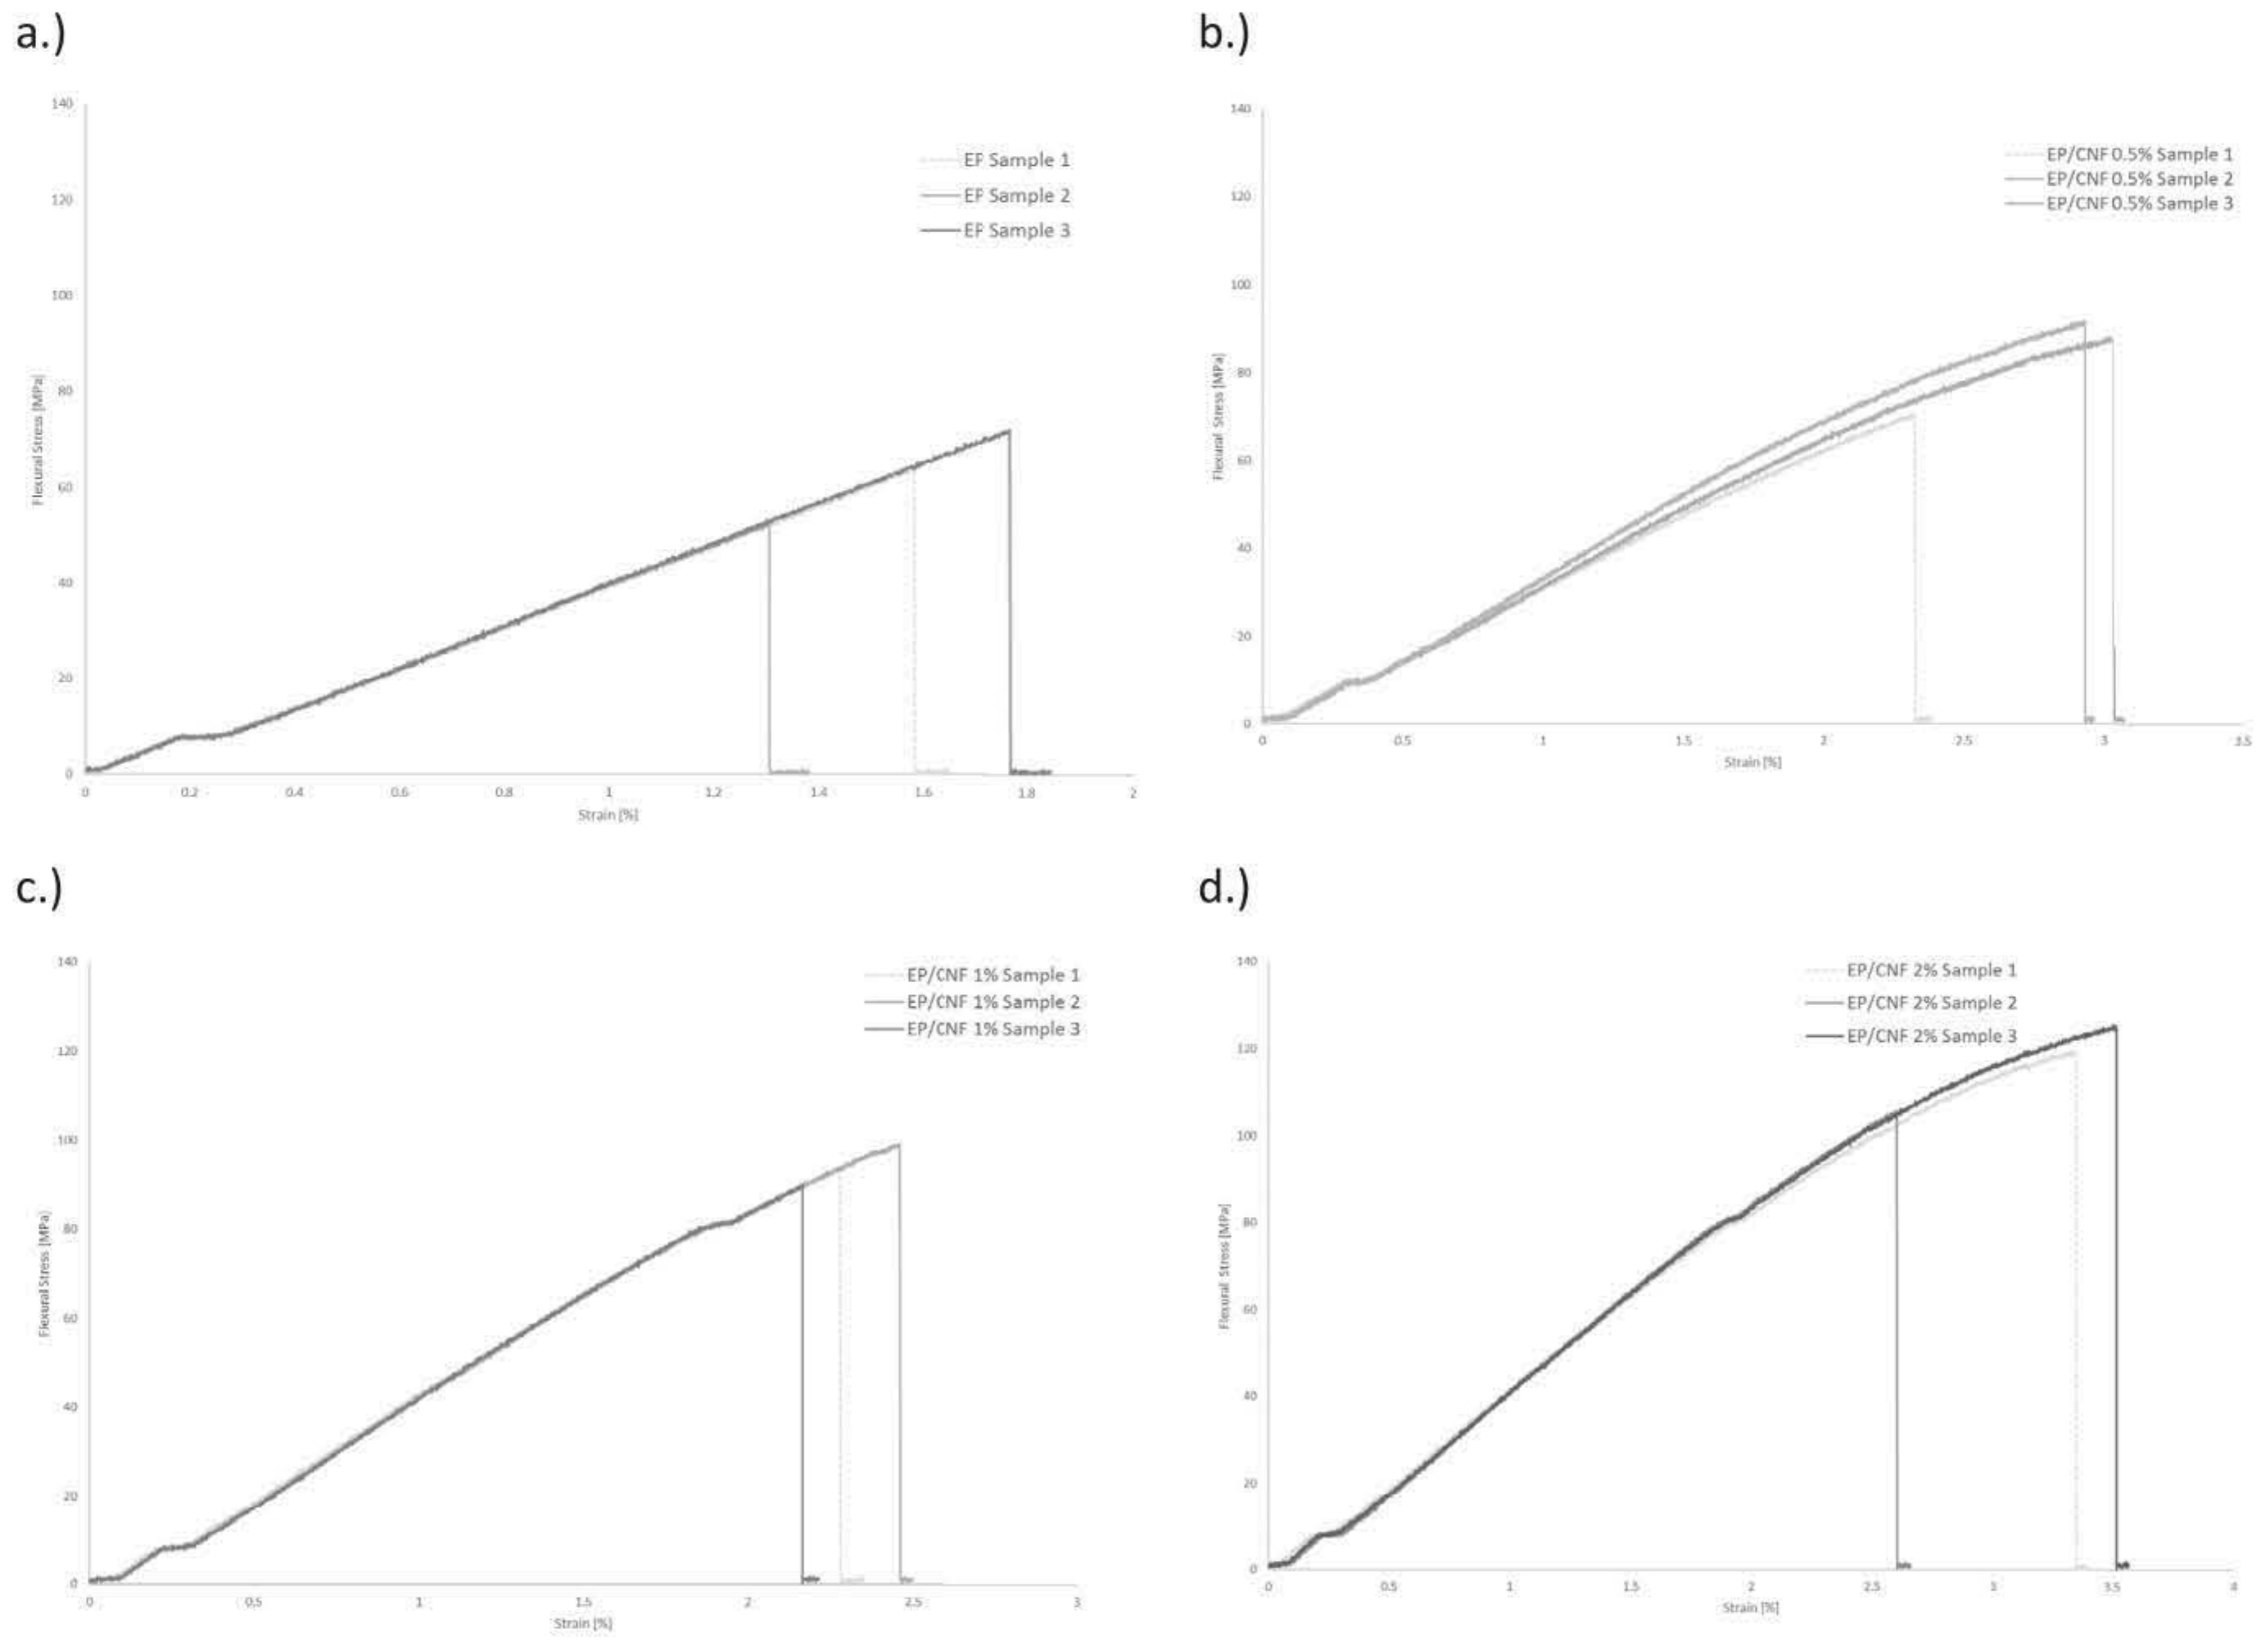 a.)
140
120
100
80
60
40
20
0
Flexural Stress [MPa]
EP Sample 1
EP Sample 2
EP Sample 3
0 0.2 0.4 0.6 0.8 1 1.2 1.4 1.6 1.8 2
Strain [%]
b.)
140
120
100
80
60
40
20
0
Flexural Stress [MPa]
EP/CNF 0.5% Sample 1
EP/CNF 0.5% Sample 2
EP/CNF 0.5% Sample 3
0 0.5 1 1.5 2 2.5 3 3.5
Strain [%]
c.)
140
120
100
80
60
40
20
0
Flexural Stress [MPa]
EP/CNF 1% Sample 1
EP/CNF 1% Sample 2
EP/CNF 1% Sample 3
0 0.5 1 1.5 2 2.5 3
Strain [%]
d.)
140
120
100
80
60
40
20
0
Flexural Stress [MPa]
EP/CNF 2% Sample 1
EP/CNF 2% Sample 2
EP/CNF 2% Sample 3
0 0.5 1 1.5 2 2.5 3 3.5 4
Strain [%]